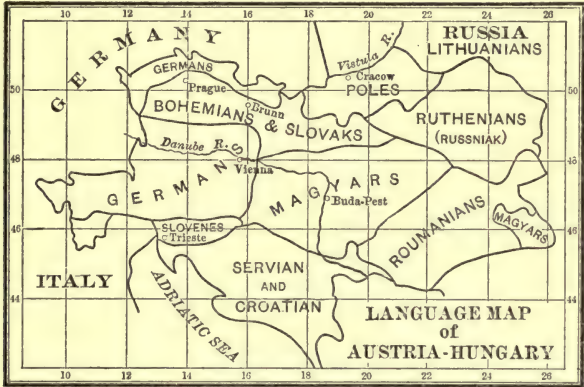 10 12 14 16 18 20 22 24 26
GERMANY
RUSSIA
LITHUANIANS
Vistula R.
GERMANS
Cracow
POLES
50 50
Prague
Brunn
BOHEMIANS & SLOVAKS
RUTHENIANS
(RUSSNIAK)
Danube R.
48 48
Vienna
GERMANS
MAGYARS
Buda-Pest
ROUMANIANS
MAGYARS
46 46
SLOVENES
Trieste
ITALY
SERVIAN
AND
CROATIAN
44 44
ADRIATIC SEA
LANGUAGE MAP
of
AUSTRIA-HUNGARY
10 12 14 16 18 20 22 24 26